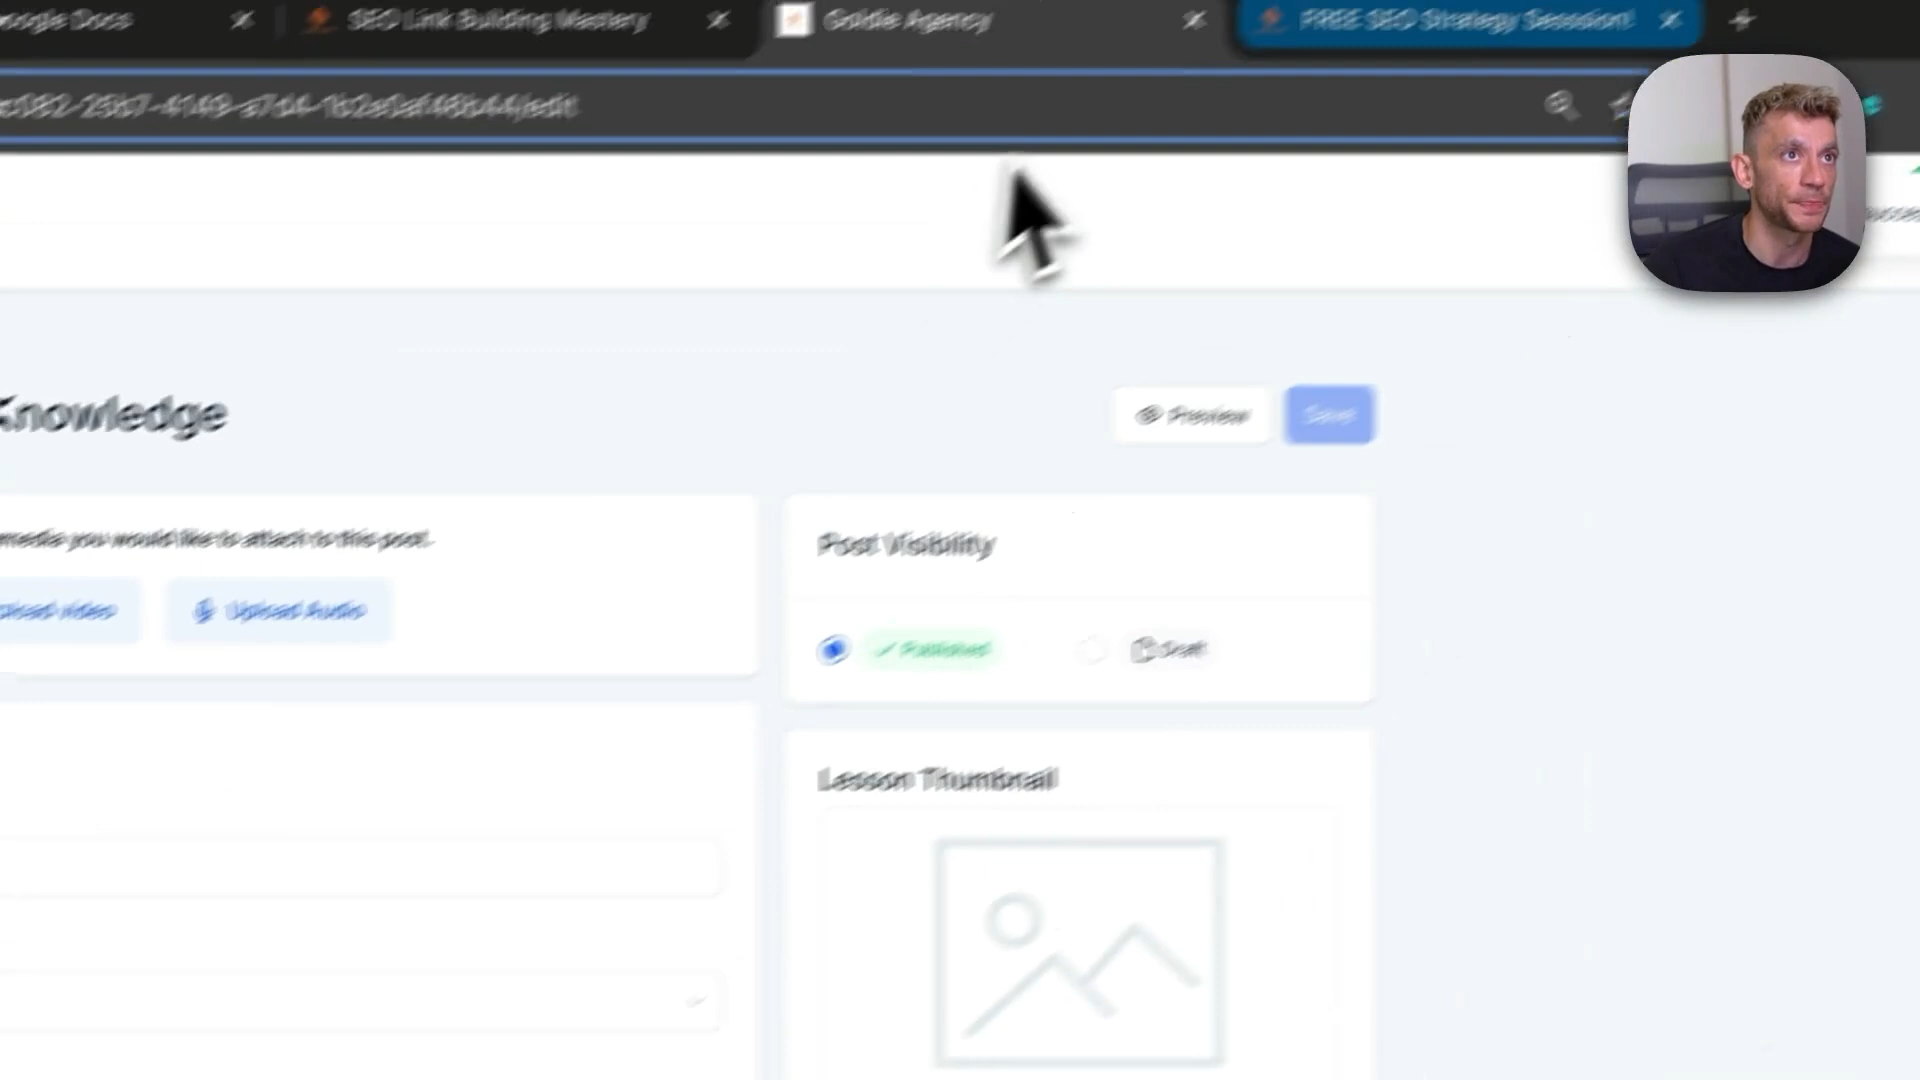 oogle Docs
SEO Link Building Mastery
Goldie Agency
FREE SEO Strategy Session!
Knowledge
Preview
Save
media you would like to attach to this post.
pload video
Upload Audio
Post Visibility
Published
Draft
Lesson Thumbnail